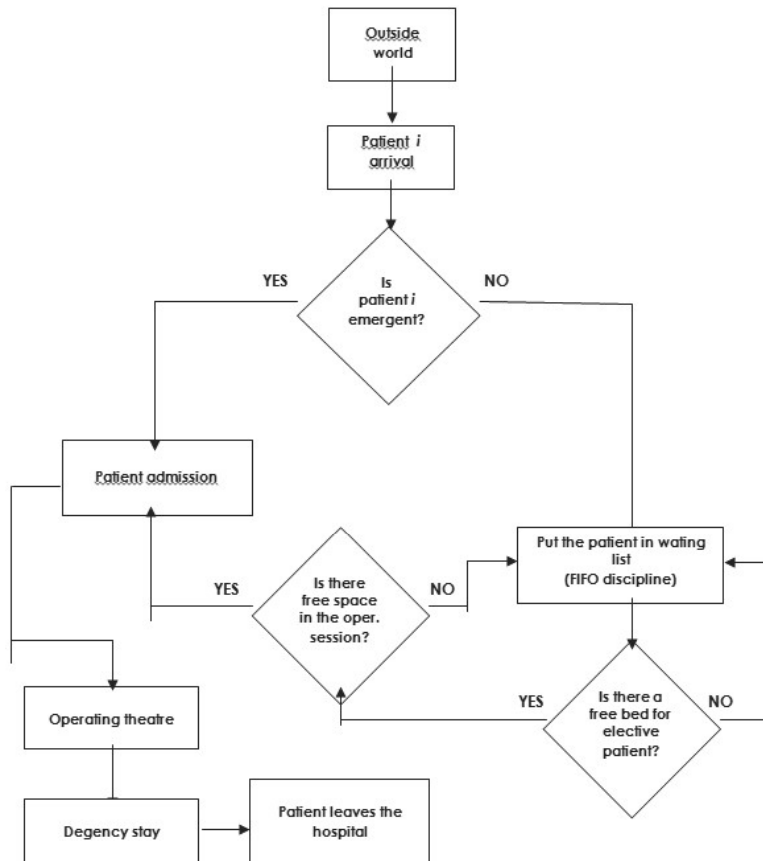 Outside
world
Patient i
arrival
Is
patient i
emergent?
YES
NO
Patient admission
Put the patient in wating
list
(FIFO discipline)
Is there
free space
in the oper.
session?
YES
NO
Is there a
free bed for
elective
patient?
YES
NO
Operating theatre
Degency stay
Patient leaves the
hospital